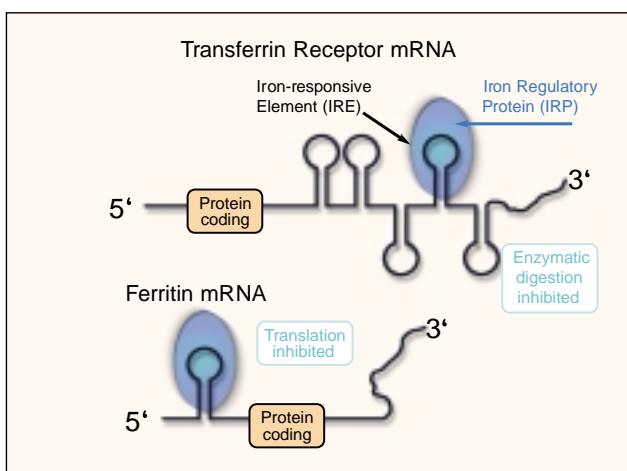 Transferrin Receptor mRNA
Iron-responsive
Element (IRE)
Iron Regulatory
Protein (IRP)
5‘
Protein
coding
3‘
Enzymatic
digestion
inhibited
Ferritin mRNA
Translation
inhibited
3‘
5‘
Protein
coding